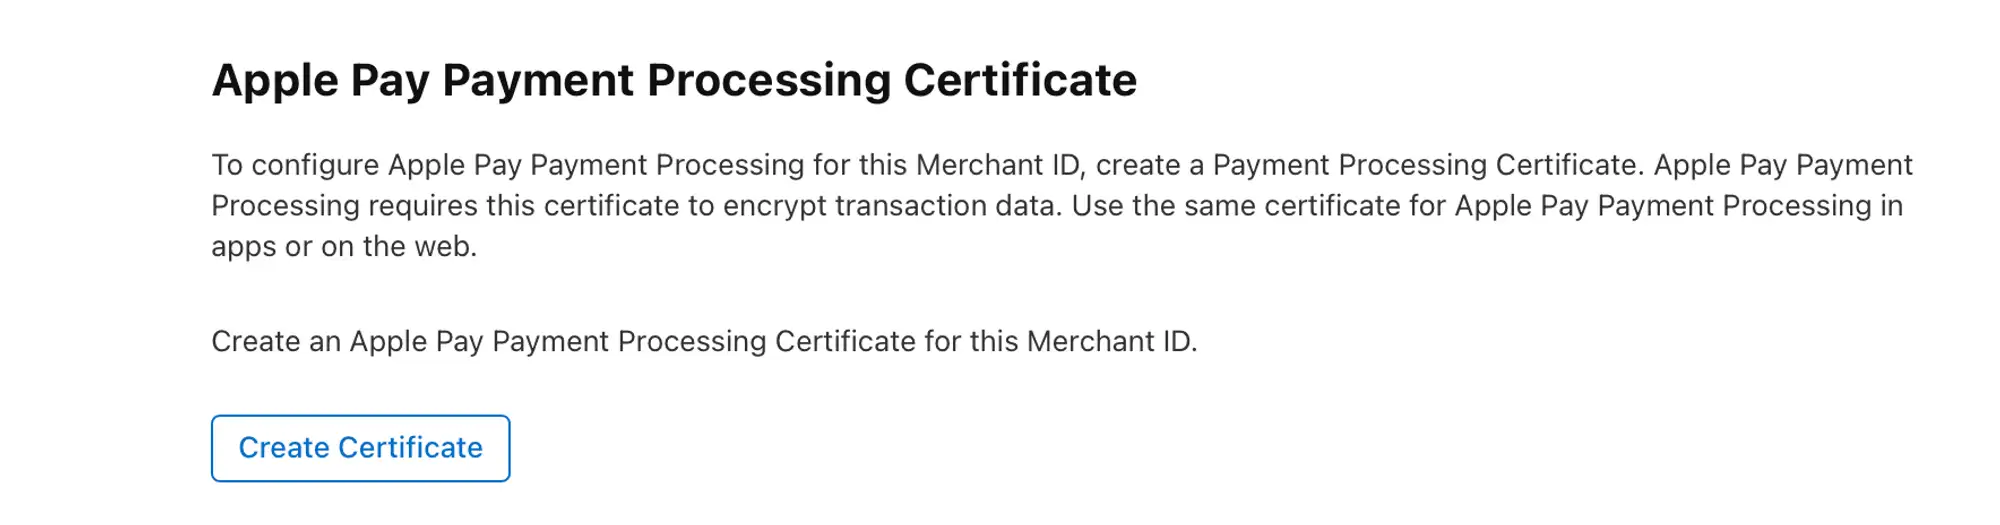 Apple Pay Payment Processing Certificate
To configure Apple Pay Payment Processing for this Merchant ID, create a Payment Processing Certificate. Apple Pay Payment
Processing requires this certificate to encrypt transaction data. Use the same certificate for Apple Pay Payment Processing in
apps or on the web.
Create an Apple Pay Payment Processing Certificate for this Merchant ID.
Create Certificate